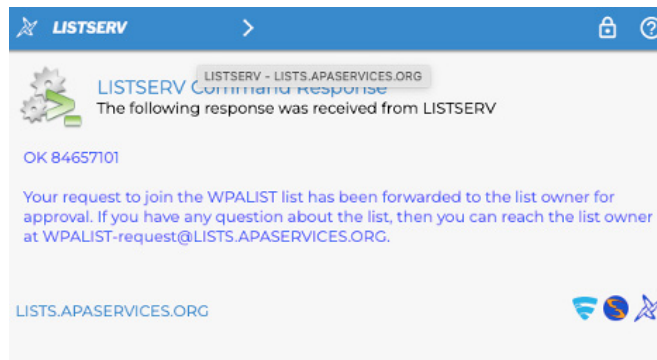 LISTSERV
LISTSERV - LISTS.APASERVICES.ORG
LISTSERV Command Response
The following response was received from LISTSERV
OK 84657101
Your request to join the WPALIST list has been forwarded to the list owner for
approval. If you have any question about the list, then you can reach the list owner
at WPALIST-request@LISTS.APASERVICES.ORG.
LISTS.APASERVICES.ORG